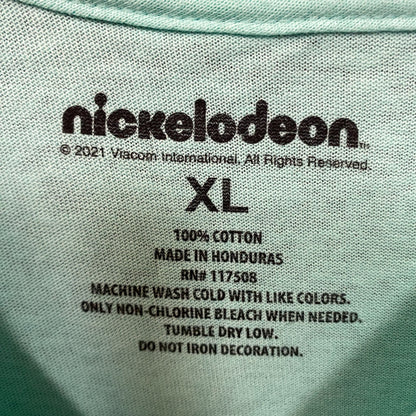 nickelodeon™
© 2021 Viacom International. All Rights Reserved.
XL
100% COTTON
MADE IN HONDURAS
RN# 117508
MACHINE WASH COLD WITH LIKE COLORS.
ONLY NON-CHLORINE BLEACH WHEN NEEDED.
TUMBLE DRY LOW.
DO NOT IRON DECORATION.